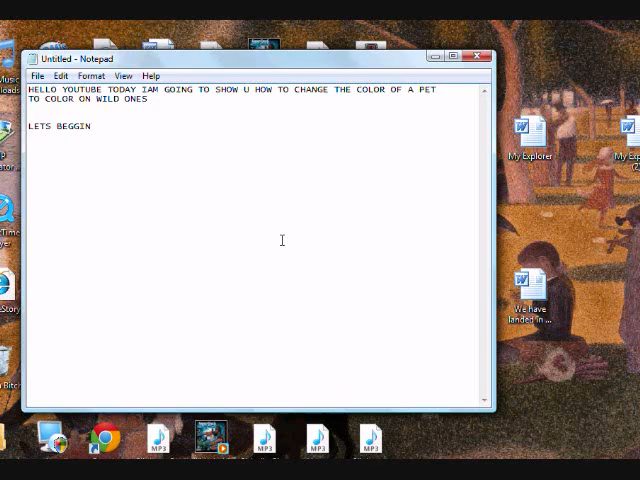 Untitled - Notepad
File Edit Format View Help
HELLO YOUTUBE TODAY IAM GOING TO SHOW U HOW TO CHANGE THE COLOR OF A PET
TO COLOR ON WILD ONES
LETS BEGGIN
Music
My Explorer
We have
landed in ...
MP3
MP3
MP3
MP3